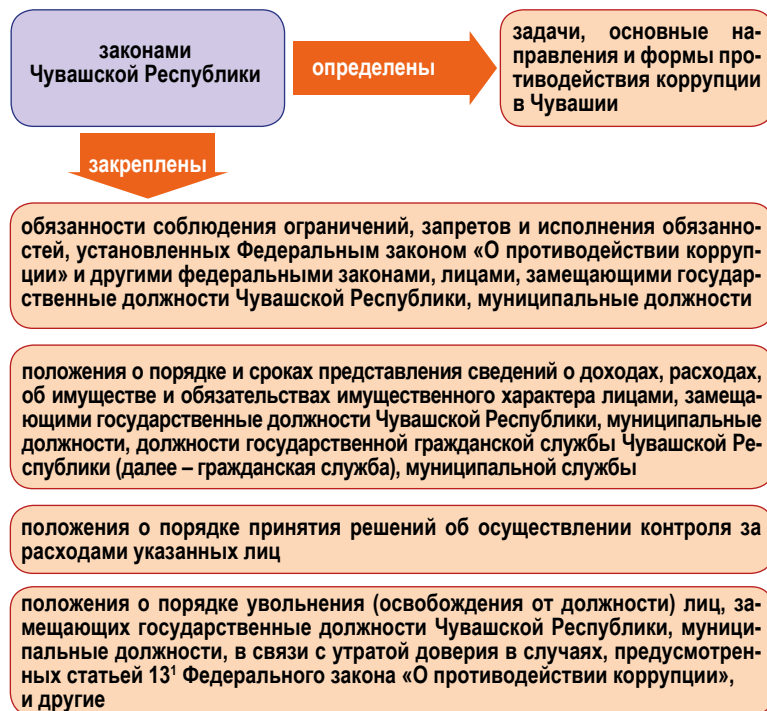 законами
Чувашской Республики
определены
задачи, основные на-
правления и формы про-
тиводействия коррупции
в Чувашии
закреплены
обязанности соблюдения ограничений, запретов и исполнения обязанно-
стей, установленных Федеральным законом «О противодействии корруп-
ции» и другими федеральными законами, лицами, замещающими государ-
ственные должности Чувашской Республики, муниципальные должности
положения о порядке и сроках представления сведений о доходах, расходах,
об имуществе и обязательствах имущественного характера лицами, замеща-
ющими государственные должности Чувашской Республики, муниципальные
должности, должности государственной гражданской службы Чувашской Ре-
спублики (далее – гражданская служба), муниципальной службы
положения о порядке принятия решений об осуществлении контроля за
расходами указанных лиц
положения о порядке увольнения (освобождения от должности) лиц, за-
мещающих государственные должности Чувашской Республики, муници-
пальные должности, в связи с утратой доверия в случаях, предусмотрен-
ных статьей 13¹ Федерального закона «О противодействии коррупции»,
и другие